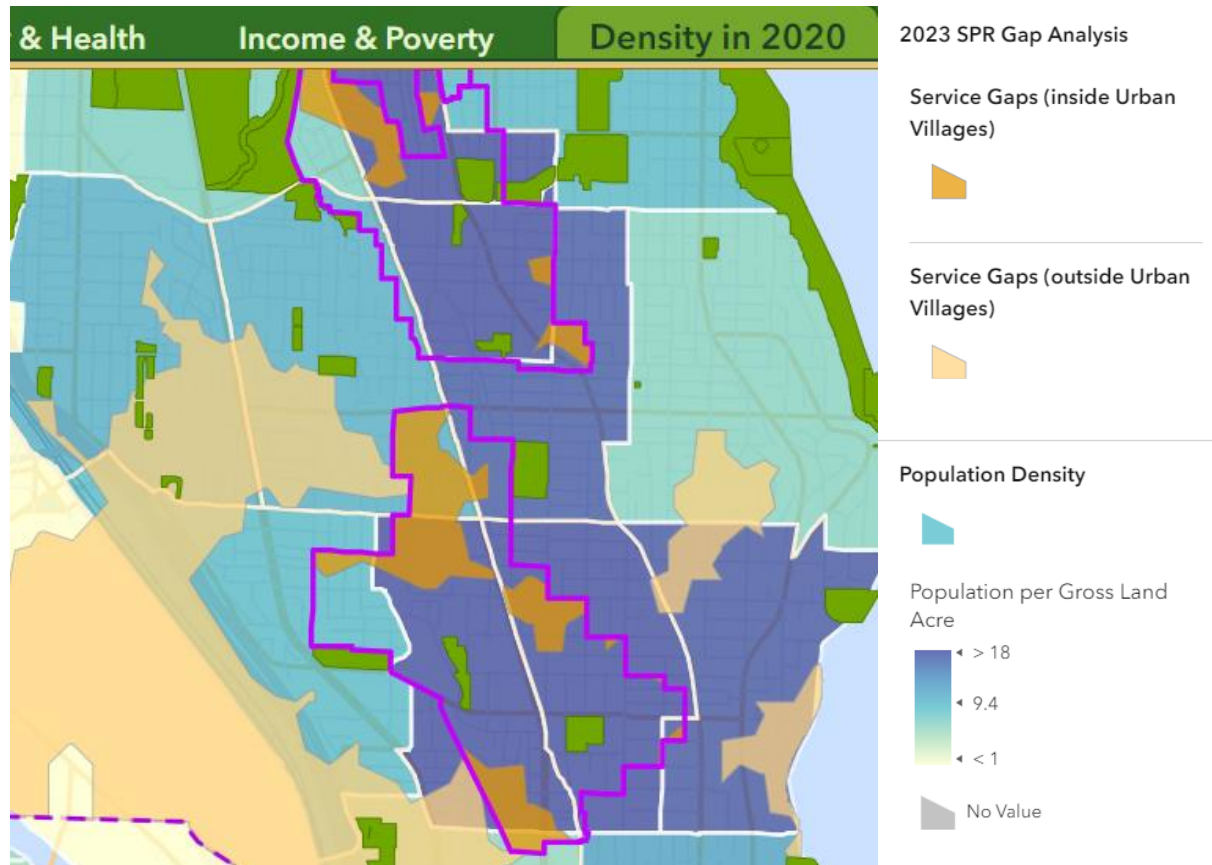 & Health
Income & Poverty
Density in 2020
2023 SPR Gap Analysis
Service Gaps (inside Urban
Villages)
Service Gaps (outside Urban
Villages)
Population Density
Population per Gross Land
Acre
> 18
9.4
< 1
No Value